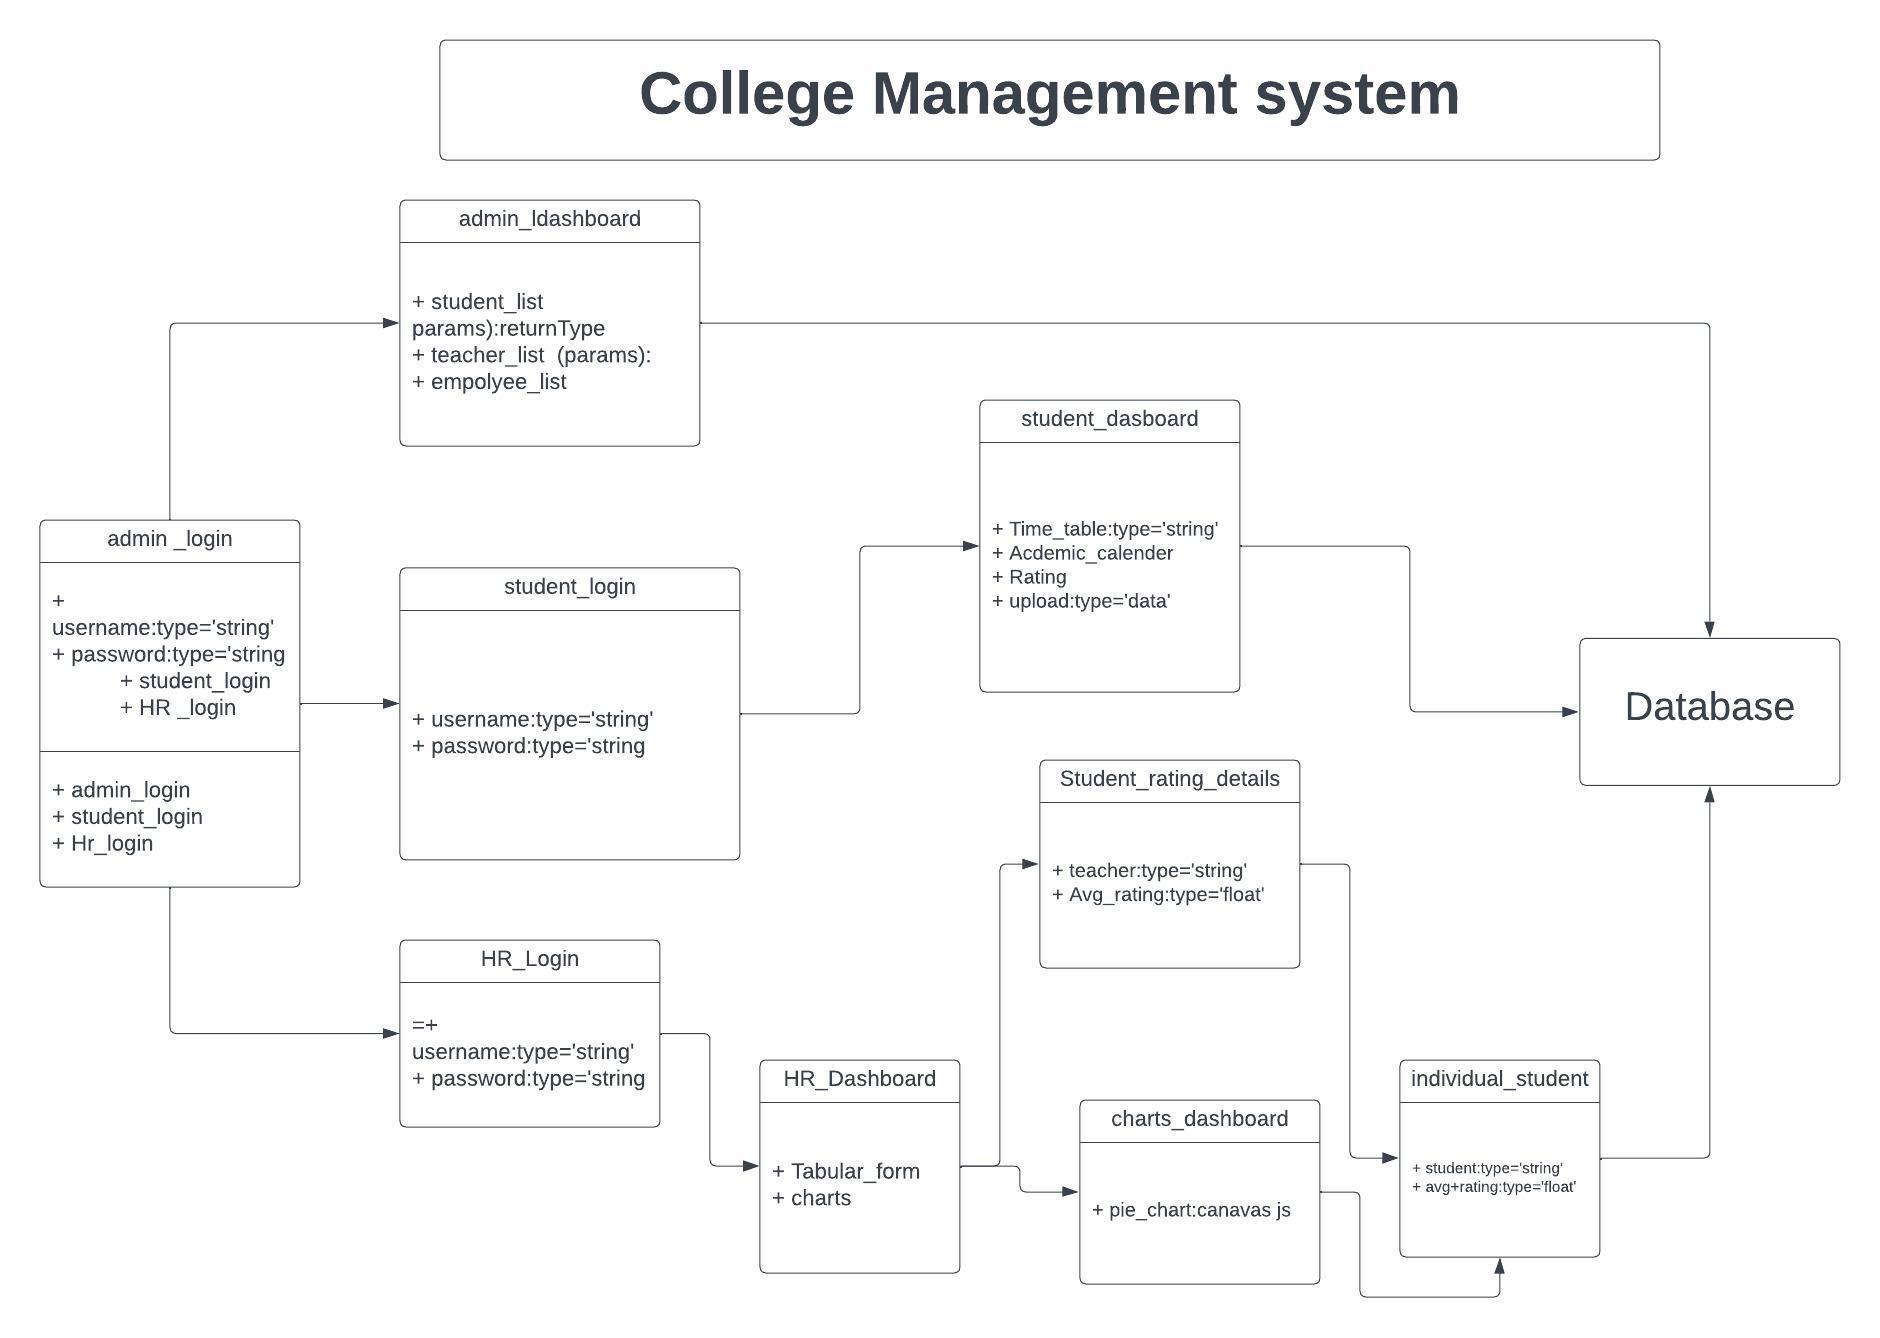 College Management system
admin_ldashboard
+ student_list
params):returnType
+ teacher_list  (params):
+ empolyee_list
student_dasboard
+ Time_table:type='string'
+ Acdemic_calender
+ Rating
+ upload:type='data'
admin _login
+
username:type='string'
+ password:type='string
+ student_login
+ HR _login
+ admin_login
+ student_login
+ Hr_login
student_login
+ username:type='string'
+ password:type='string
Database
Student_rating_details
+ teacher:type='string'
+ Avg_rating:type='float'
HR_Login
=+
username:type='string'
+ password:type='string
HR_Dashboard
+ Tabular_form
+ charts
charts_dashboard
+ pie_chart:canavas js
individual_student
+ student:type='string'
+ avg+rating:type='float'